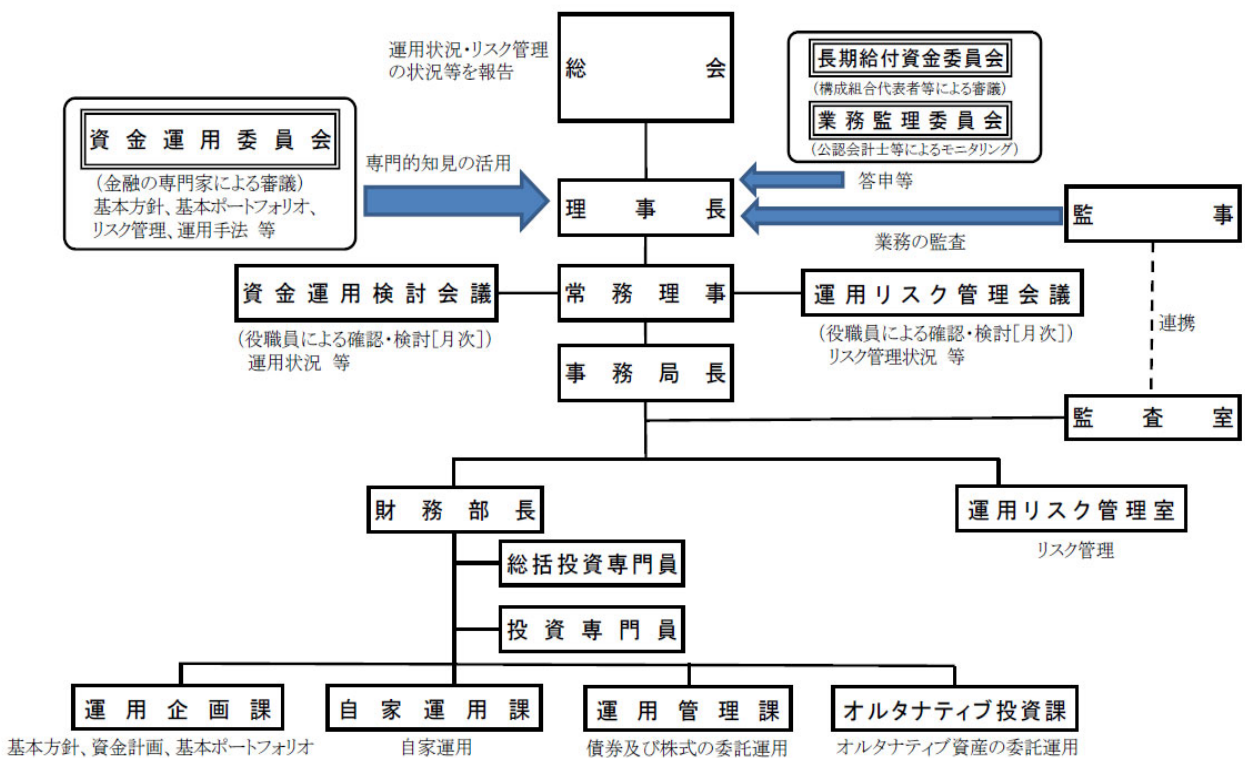 運用状況・リスク管理
の状況等を報告
総会
長期給付資金委員会
(構成組合代表者等による審議)
業務監理委員会
(公認会計士等によるモニタリング)
資金運用委員会
(金融の専門家による審議)
基本方針、基本ポートフォリオ、
リスク管理、運用手法 等
専門的知見の活用
答申等
理事長
監事
業務の監査
資金運用検討会議
常務理事
運用リスク管理会議
(役職員による確認・検討[月次])
運用状況 等
(役職員による確認・検討[月次])
リスク管理状況 等
連携
事務局長
監査室
財務部長
運用リスク管理室
リスク管理
総括投資専門員
投資専門員
運用企画課
自家運用課
運用管理課
オルタナティブ投資課
基本方針、資金計画、基本ポートフォリオ
自家運用
債券及び株式の委託運用
オルタナティブ資産の委託運用